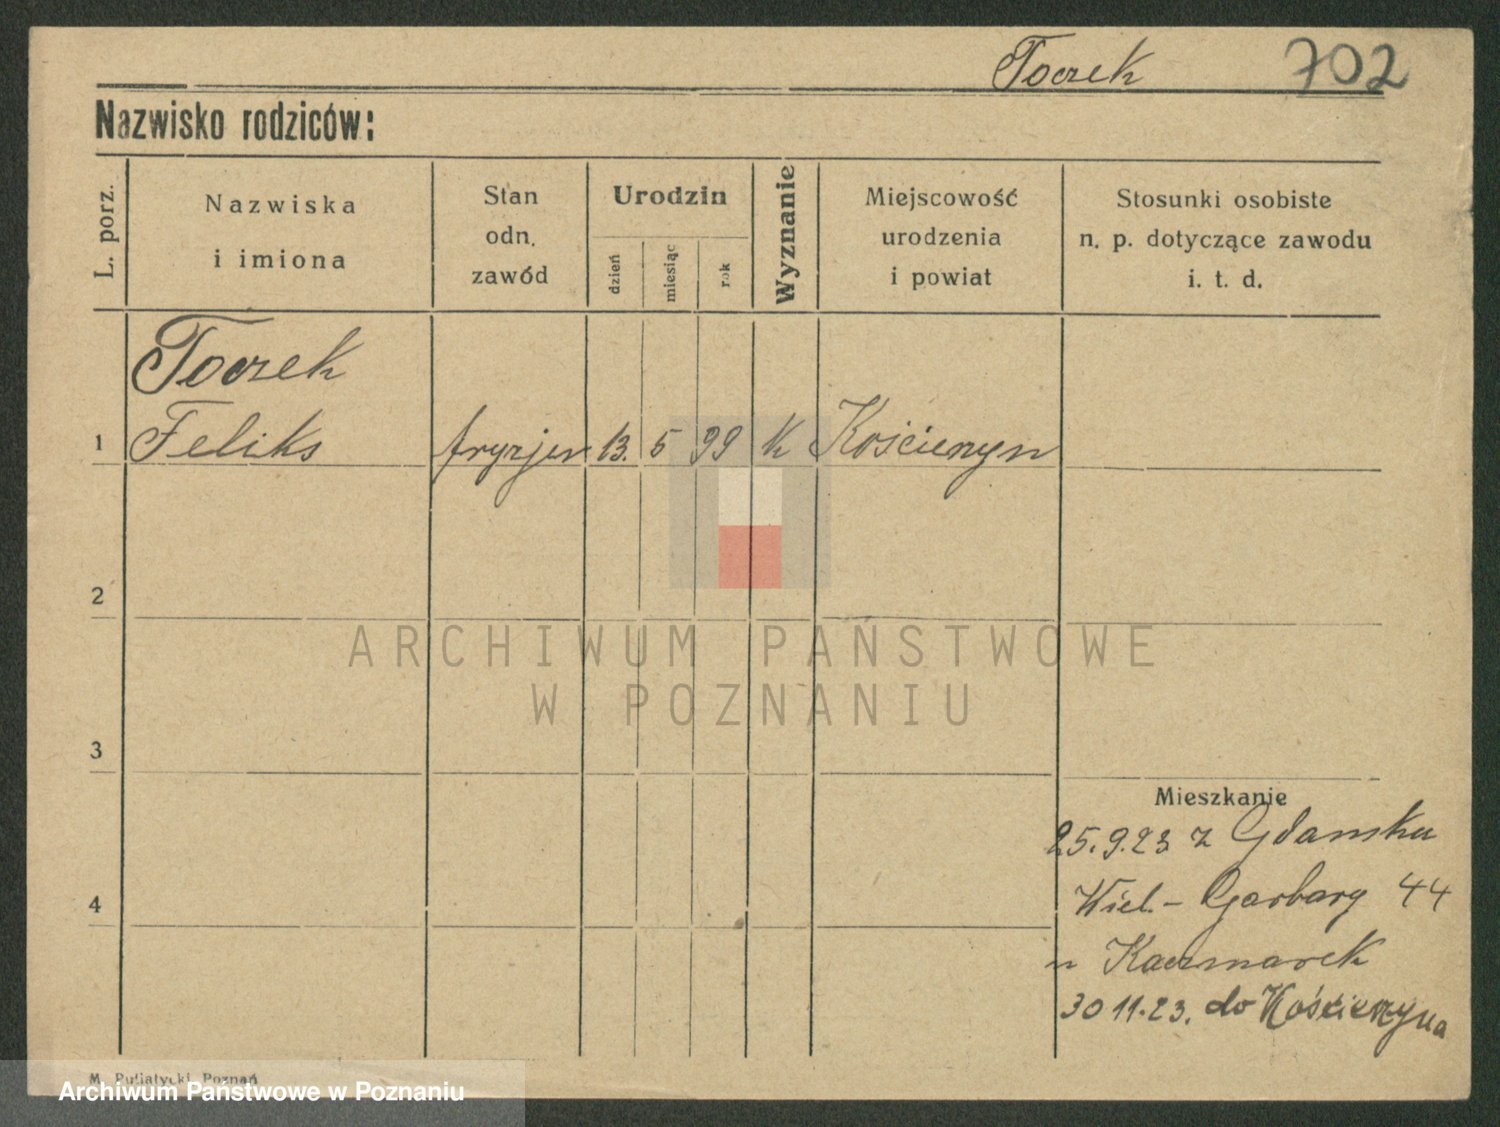 Toczek 702
Nazwisko rodziców:
L. porz.
Nazwiska
i imiona
Stan
odn.
zawód
Urodzin
dzień
miesiąc
rok
Wyznanie
Miejscowość
urodzenia
i powiat
Stosunki osobiste
n. p. dotyczące zawodu
i. t. d.
Toczek
1 Feliks fryzjer 13. 5 99 K Kościerzyn
2
ARCHIWUM PAŃSTWOWE
W POZNANIU
3
Mieszkanie
25.9.23 z Gdańsku
4 Wiel.- Garbary 44
u Kaczmarek
30 11.23. do Kościerzyna
M. Putiatycki Poznań
Archiwum Państwowe w Poznaniu